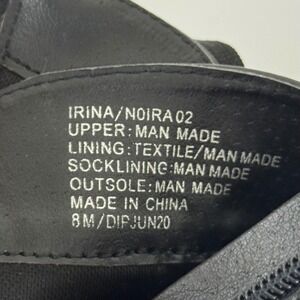 IRINA/NOIRA02
UPPER:MAN MADE
LINING:TEXTILE/MAN MADE
SOCKLINING:MAN MADE
OUTSOLE:MAN MADE
MADE IN CHINA
8M/DIPJUN20